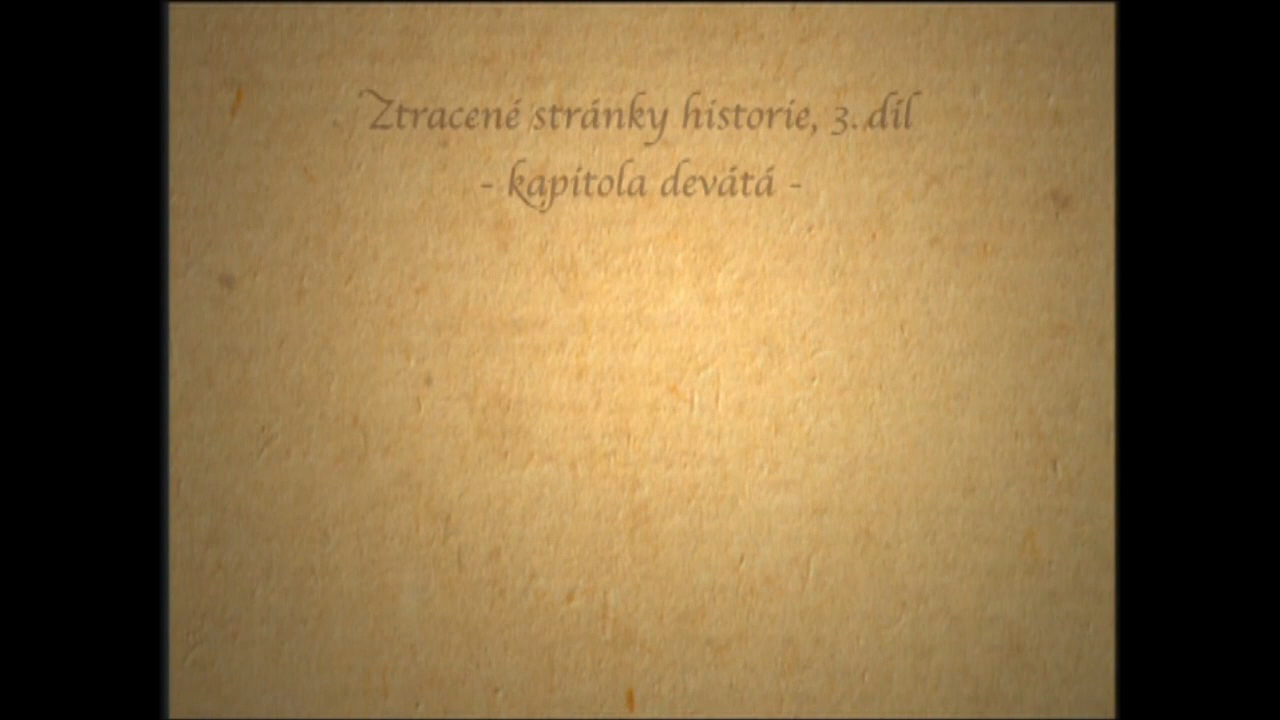 Ztracené stránky historie, 3. díl
- kapitola devátá -